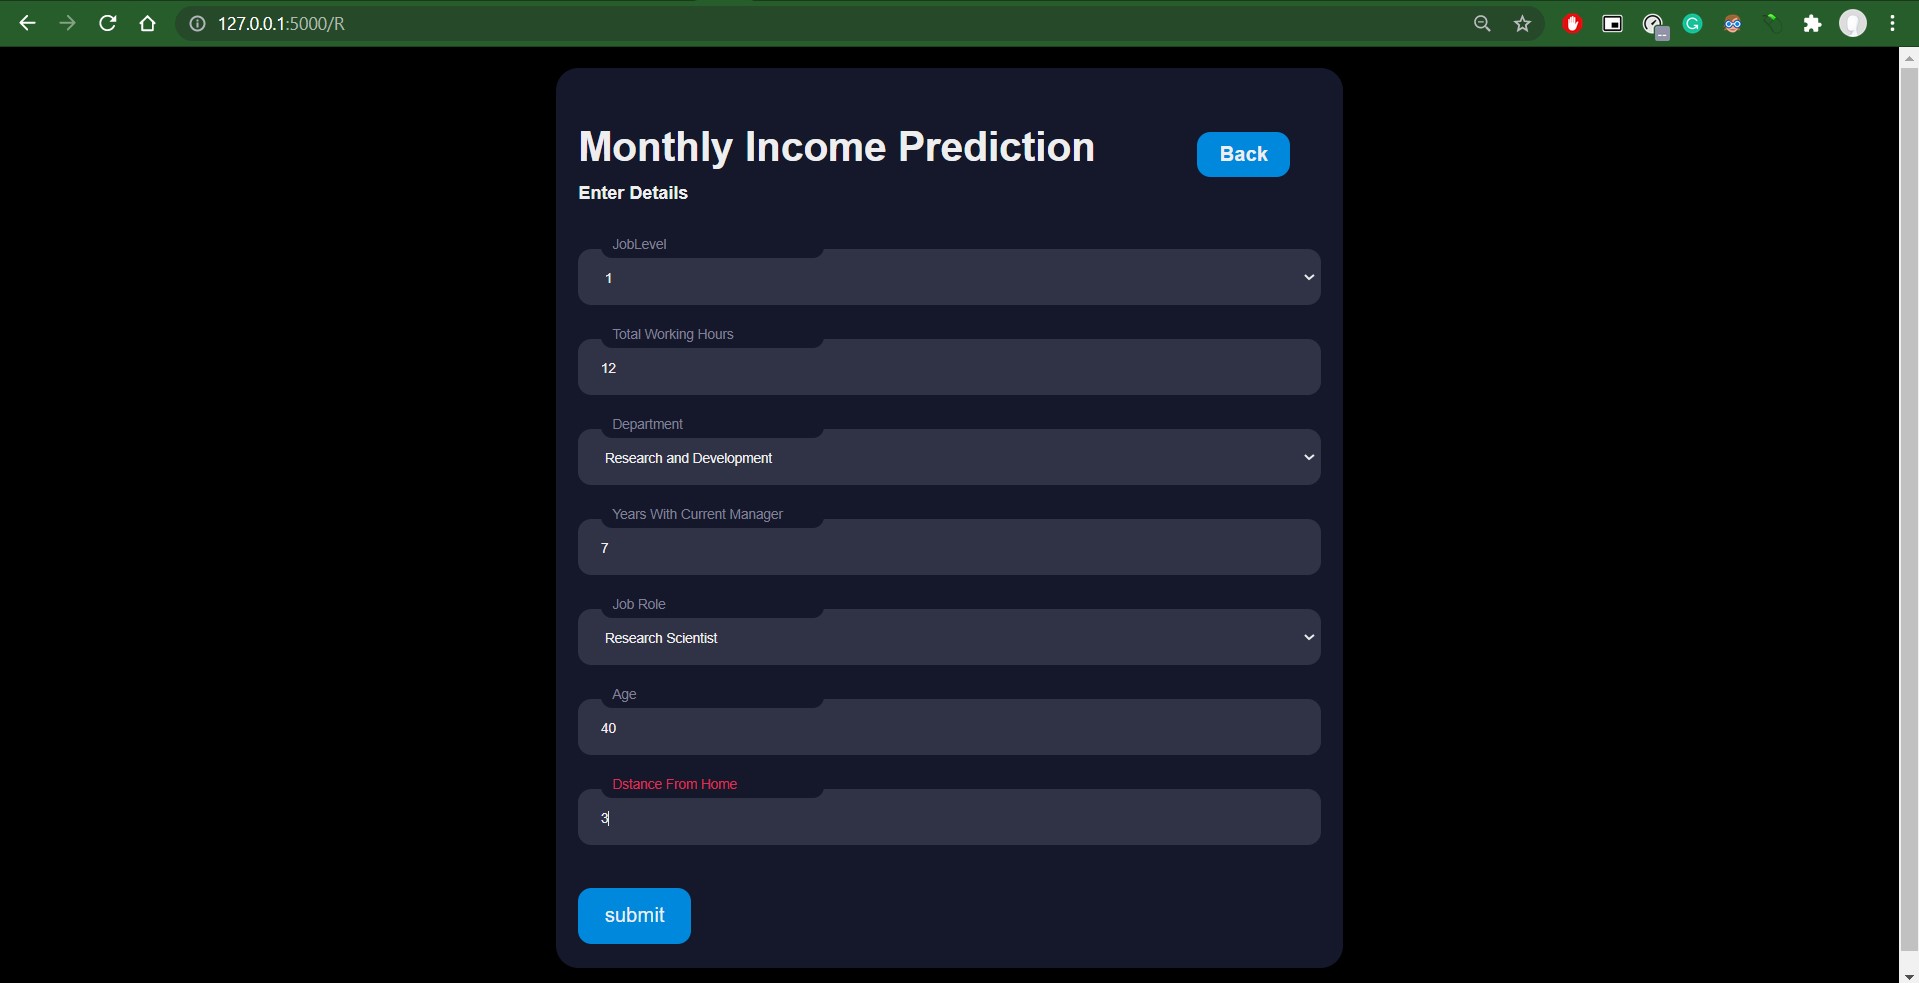 127.0.0.1:5000/R
Monthly Income Prediction
Back
Enter Details
JobLevel
1
Total Working Hours
12
Department
Research and Development
Years With Current Manager
7
Job Role
Research Scientist
Age
40
Dstance From Home
3
submit